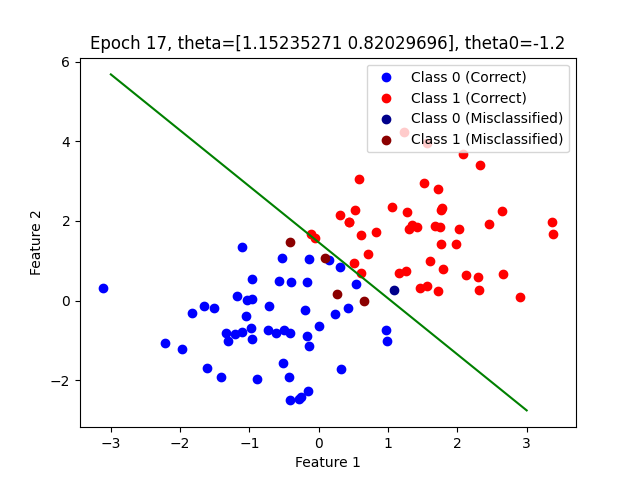 Epoch 17, theta=[1.15235271 0.82029696], theta0=-1.2
Class 0 (Correct)
Class 1 (Correct)
Class 0 (Misclassified)
Class 1 (Misclassified)
6
4
2
0
−2
Feature 2
−3 −2 −1 0 1 2 3
Feature 1